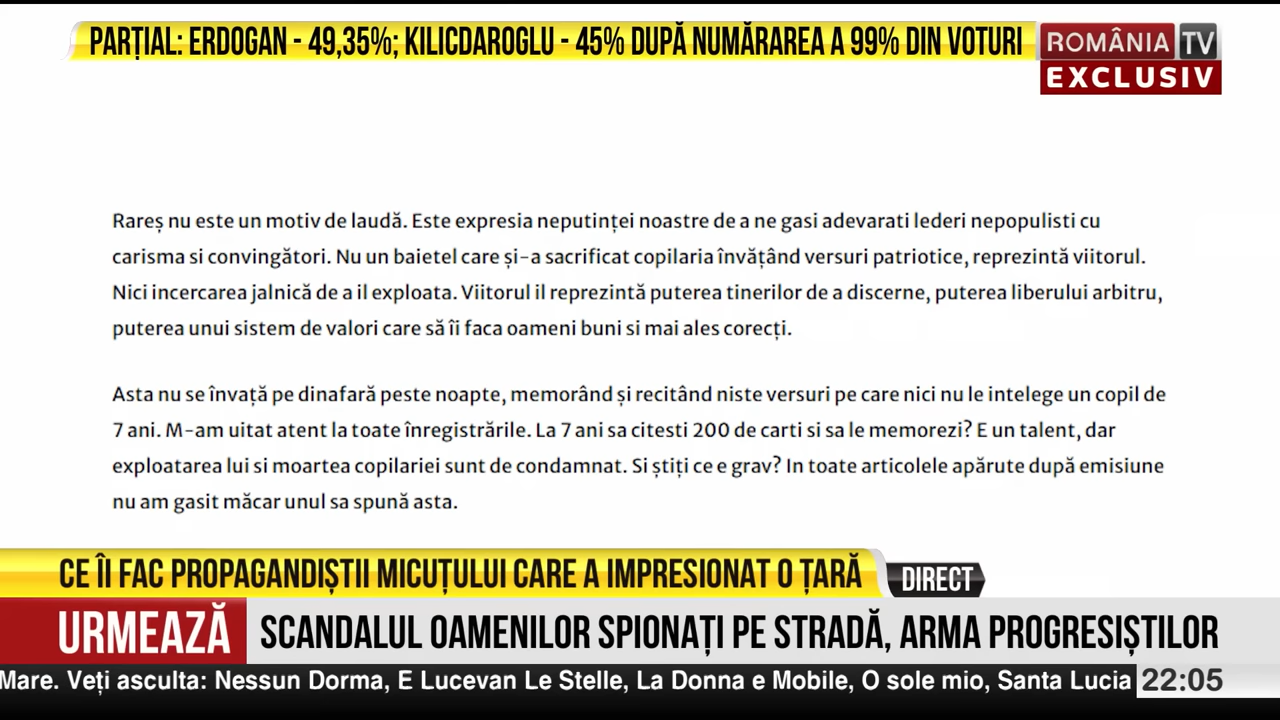 PARȚIAL: ERDOGAN - 49,35%; KILICDAROGLU - 45% DUPĂ NUMĂRAREA A 99% DIN VOTURI
ROMÂNIA TV
EXCLUSIV
Rareș nu este un motiv de laudă. Este expresia neputinței noastre de a ne gasi adevarati lederi nepopulisti cu
carisma si convingători. Nu un baietel care și-a sacrificat copilaria învățând versuri patriotice, reprezintă viitorul.
Nici incercarea jalnică de a il exploata. Viitorul il reprezintă puterea tinerilor de a discerne, puterea liberului arbitru,
puterea unui sistem de valori care să îi faca oameni buni si mai ales corecți.
Asta nu se învață pe dinafară peste noapte, memorând și recitând niste versuri pe care nici nu le intelege un copil de
7 ani. M-am uitat atent la toate înregistrările. La 7 ani sa citesti 200 de carti si sa le memorezi? E un talent, dar
exploatarea lui si moartea copilariei sunt de condamnat. Si știți ce e grav? In toate articolele apărute după emisiune
nu am gasit măcar unul sa spună asta.
CE ÎI FAC PROPAGANDIȘTII MICUȚULUI CARE A IMPRESIONAT O ȚARĂ
DIRECT
URMEAZĂ
SCANDALUL OAMENILOR SPIONAȚI PE STRADĂ, ARMA PROGRESIȘTILOR
Mare. Veți asculta: Nessun Dorma, E Lucevan Le Stelle, La Donna e Mobile, O sole mio, Santa Lucia
22:05